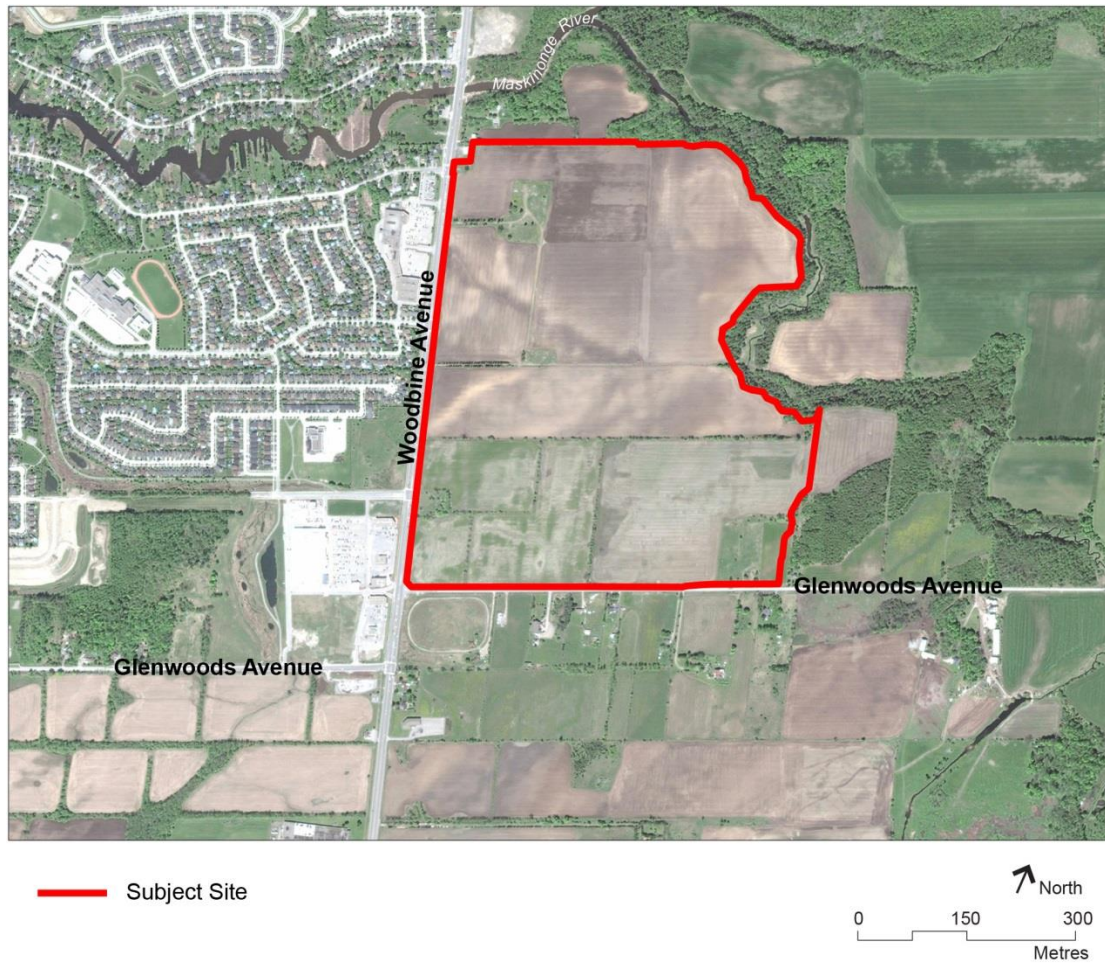 Maskinonge River
Woodbine Avenue
Glenwoods Avenue
Glenwoods Avenue
Subject Site
North
0 150 300
Metres